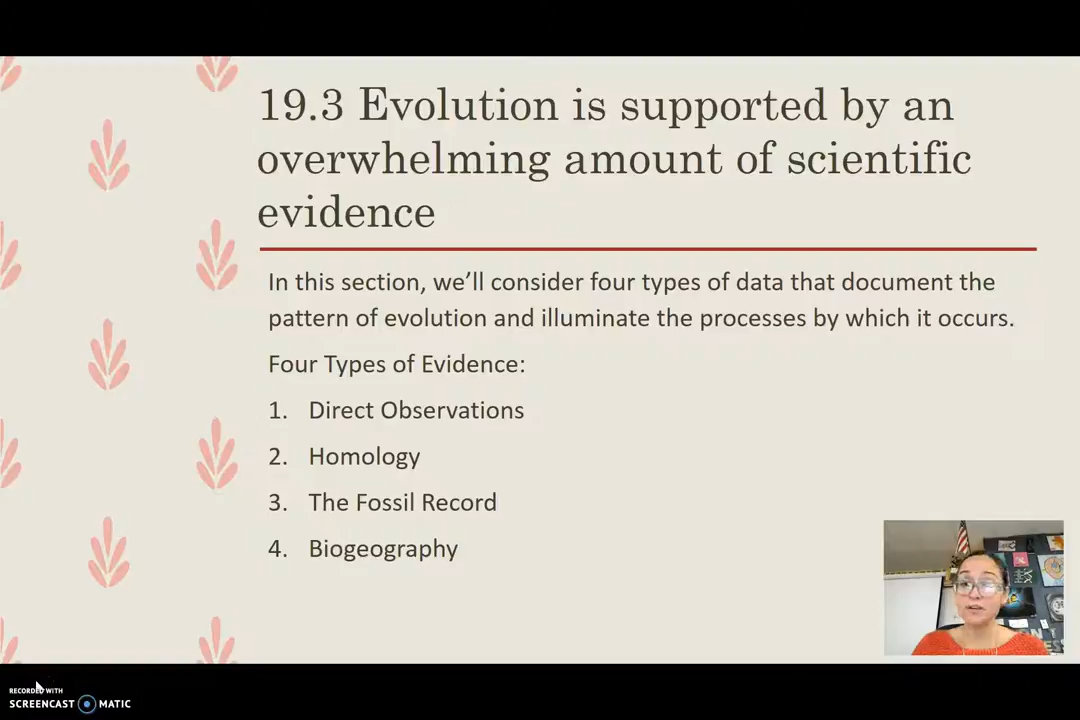 19.3 Evolution is supported by an
overwhelming amount of scientific
evidence
In this section, we’ll consider four types of data that document the
pattern of evolution and illuminate the processes by which it occurs.
Four Types of Evidence:
1. Direct Observations
2. Homology
3. The Fossil Record
4. Biogeography
RECORDED WITH
SCREENCAST MATIC